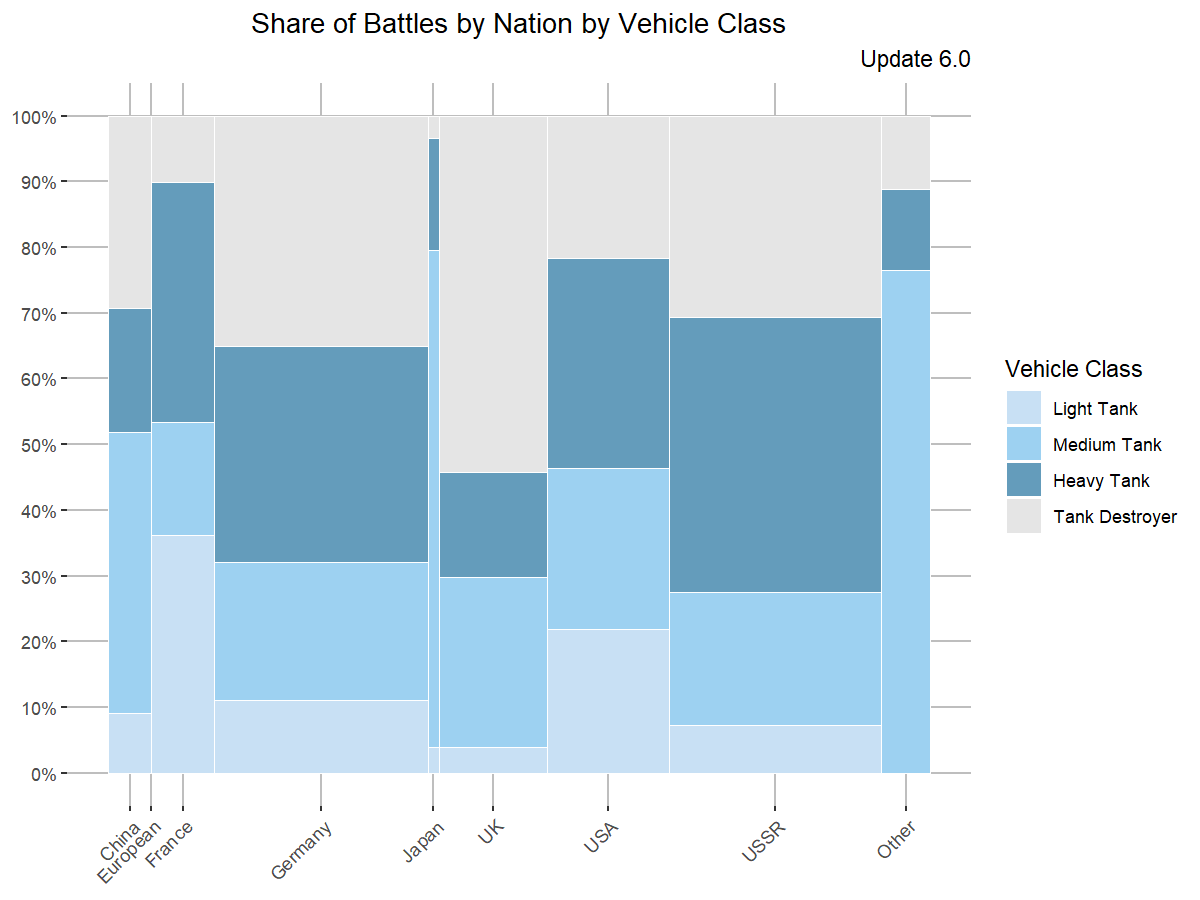 Share of Battles by Nation by Vehicle Class
Update 6.0
100%
90%
80%
70%
60%
50%
40%
30%
20%
10%
0%
China
European
France
Germany
Japan
UK
USA
USSR
Other
Vehicle Class
Light Tank
Medium Tank
Heavy Tank
Tank Destroyer